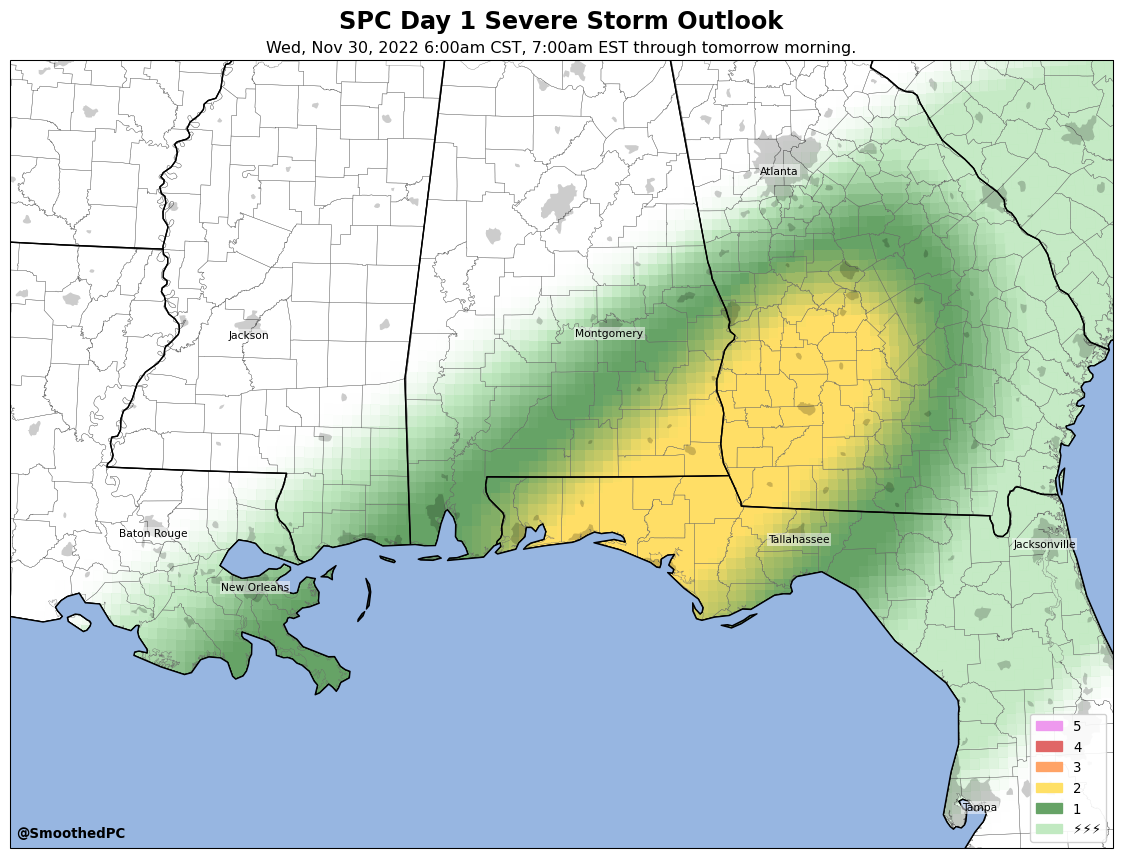 SPC Day 1 Severe Storm Outlook
Wed, Nov 30, 2022 6:00am CST, 7:00am EST through tomorrow morning.
Atlanta
Jackson
Montgomery
Baton Rouge
Tallahassee
Jacksonville
New Orleans
5
4
3
2
1
⚡⚡⚡
Tampa
@SmoothedPC